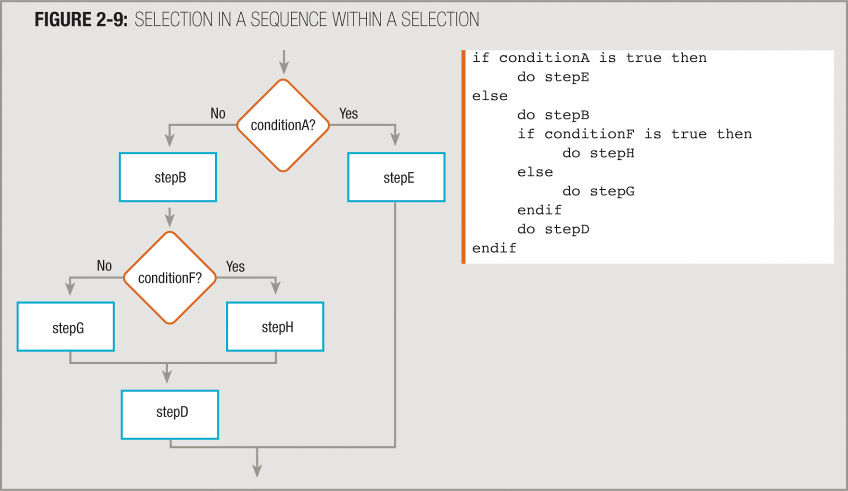 FIGURE 2-9: SELECTION IN A SEQUENCE WITHIN A SELECTION
conditionA?
No
Yes
stepB
stepE
conditionF?
No
Yes
stepG
stepH
stepD
if conditionA is true then
do stepE
else
do stepB
if conditionF is true then
do stepH
else
do stepG
endif
do stepD
endif